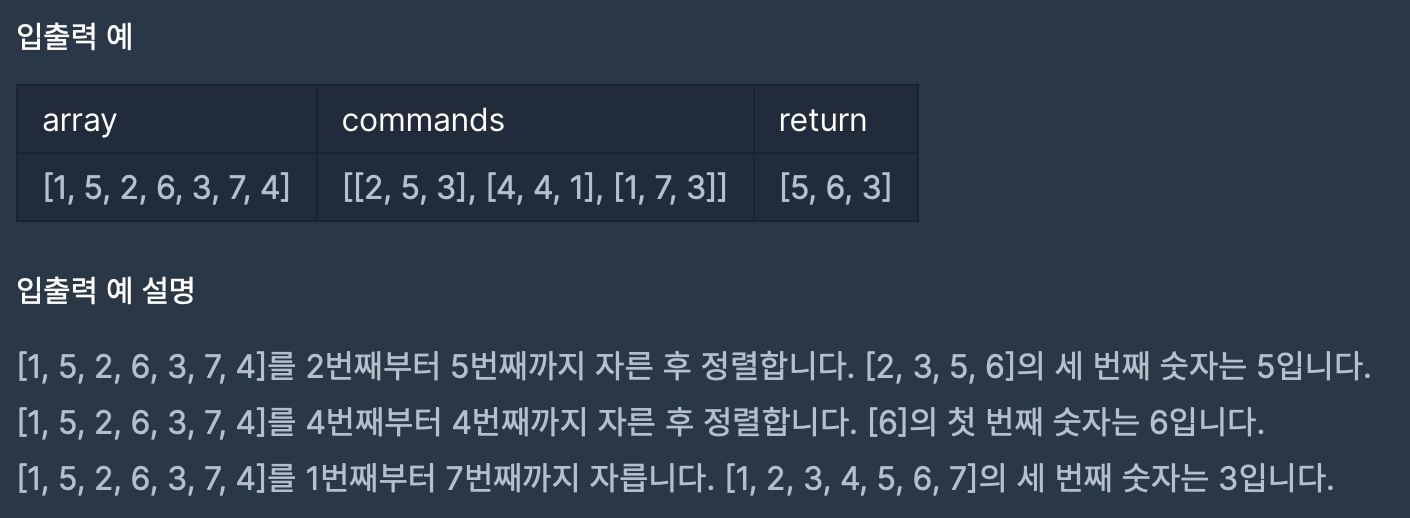 입출력 예
array commands return
[1, 5, 2, 6, 3, 7, 4] [[2, 5, 3], [4, 4, 1], [1, 7, 3]] [5, 6, 3]
입출력 예 설명
[1, 5, 2, 6, 3, 7, 4]를 2번째부터 5번째까지 자른 후 정렬합니다. [2, 3, 5, 6]의 세 번째 숫자는 5입니다.
[1, 5, 2, 6, 3, 7, 4]를 4번째부터 4번째까지 자른 후 정렬합니다. [6]의 첫 번째 숫자는 6입니다.
[1, 5, 2, 6, 3, 7, 4]를 1번째부터 7번째까지 자릅니다. [1, 2, 3, 4, 5, 6, 7]의 세 번째 숫자는 3입니다.